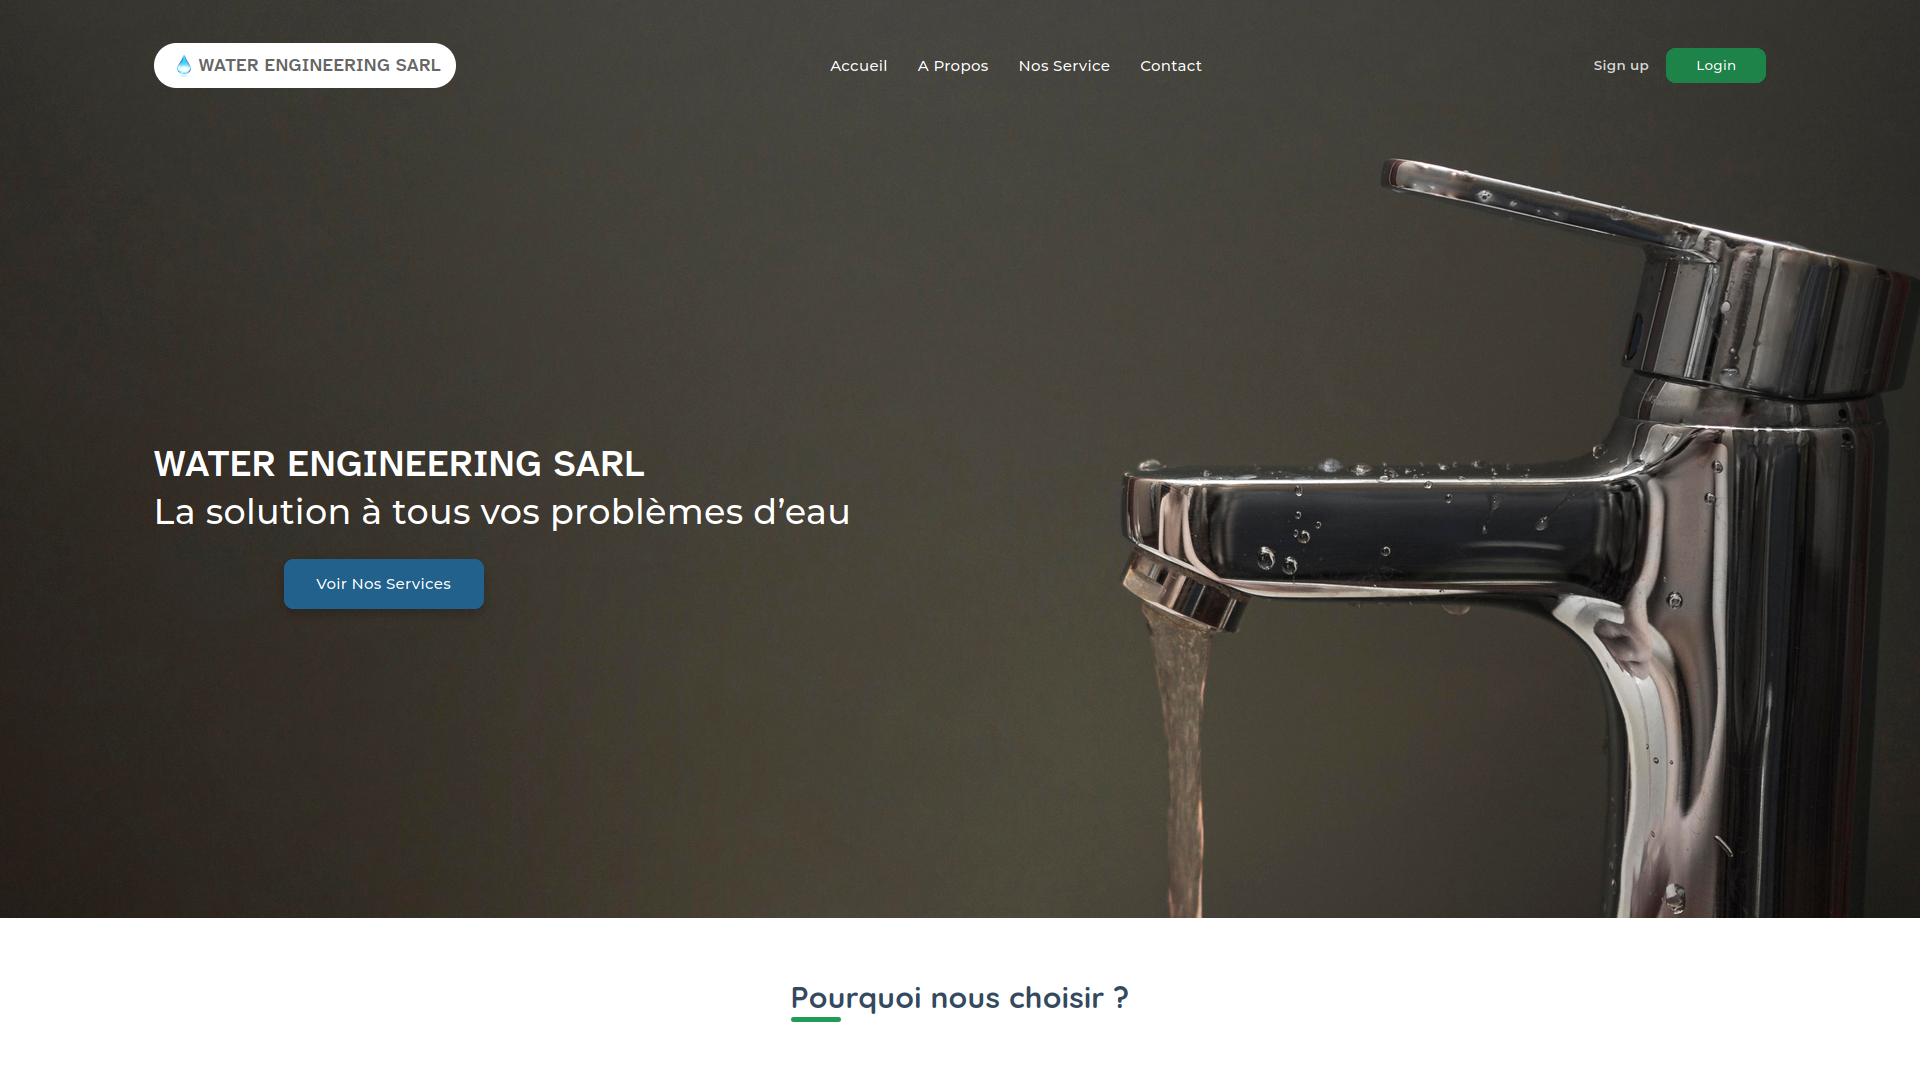 WATER ENGINEERING SARL
Accueil
A Propos
Nos Service
Contact
Sign up
Login
WATER ENGINEERING SARL
La solution à tous vos problèmes d’eau
Voir Nos Services
Pourquoi nous choisir ?